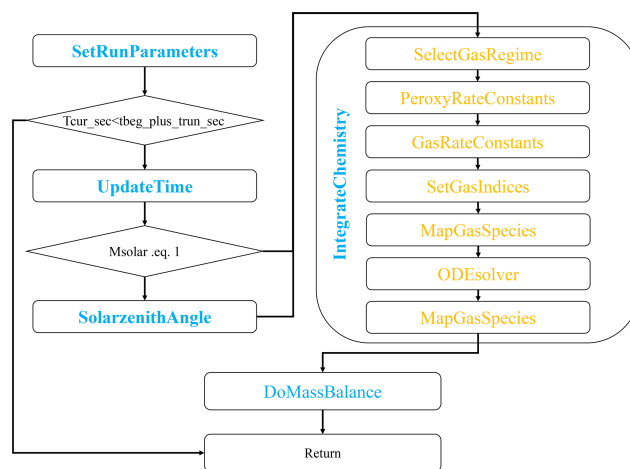 SetRunParameters
Tcur_sec<tbeg_plus_trun_sec
UpdateTime
Msolar .eq. 1
SolarzenithAngle
IntegrateChemistry
SelectGasRegime
PeroxyRateConstants
GasRateConstants
SetGasIndices
MapGasSpecies
ODEsolver
MapGasSpecies
DoMassBalance
Return